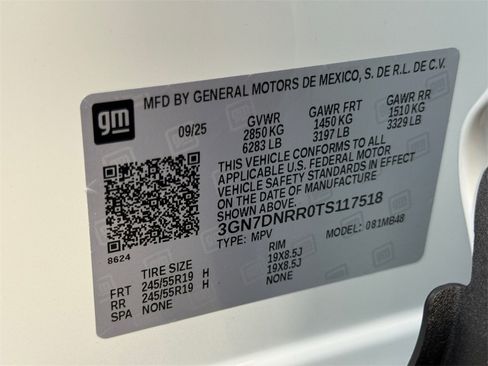 gm
MFD BY GENERAL MOTORS DE MEXICO, S. DE R.L. DE C.V.
09/25 GVWR GAWR FRT GAWR RR
2850 KG 1450 KG 1510 KG
6283 LB 3197 LB 3329 LB
THIS VEHICLE CONFORMS TO ALL
APPLICABLE U.S. FEDERAL MOTOR
VEHICLE SAFETY STANDARDS IN EFFECT
ON THE DATE OF MANUFACTURE
SHOWN ABOVE.
3GN7DNRR0TS117518
TYPE: MPV MODEL: 081MB48
8624
TIRE SIZE RIM
FRT 245/55R19 H 19X8.5J
RR 245/55R19 H 19X8.5J
SPA NONE NONE